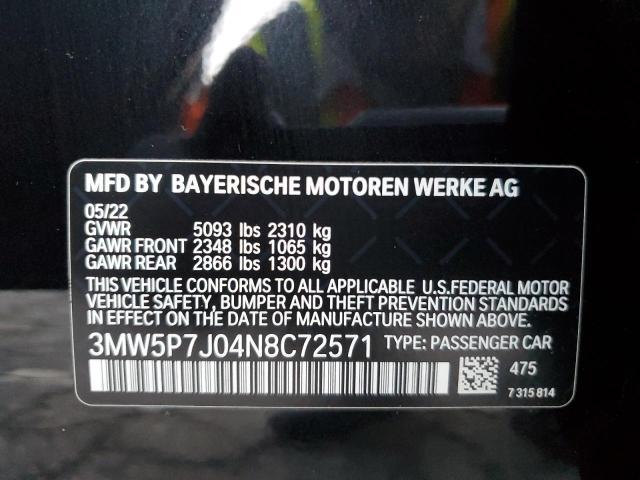 MFD BY BAYERISCHE MOTOREN WERKE AG
05/22
GVWR 5093 lbs 2310 kg
GAWR FRONT 2348 lbs 1065 kg
GAWR REAR 2866 lbs 1300 kg
THIS VEHICLE CONFORMS TO ALL APPLICABLE U.S.FEDERAL MOTOR
VEHICLE SAFETY, BUMPER AND THEFT PREVENTION STANDARDS
IN EFFECT ON THE DATE OF MANUFACTURE SHOWN ABOVE.
3MW5P7J04N8C72571 TYPE: PASSENGER CAR
475
7 315 814